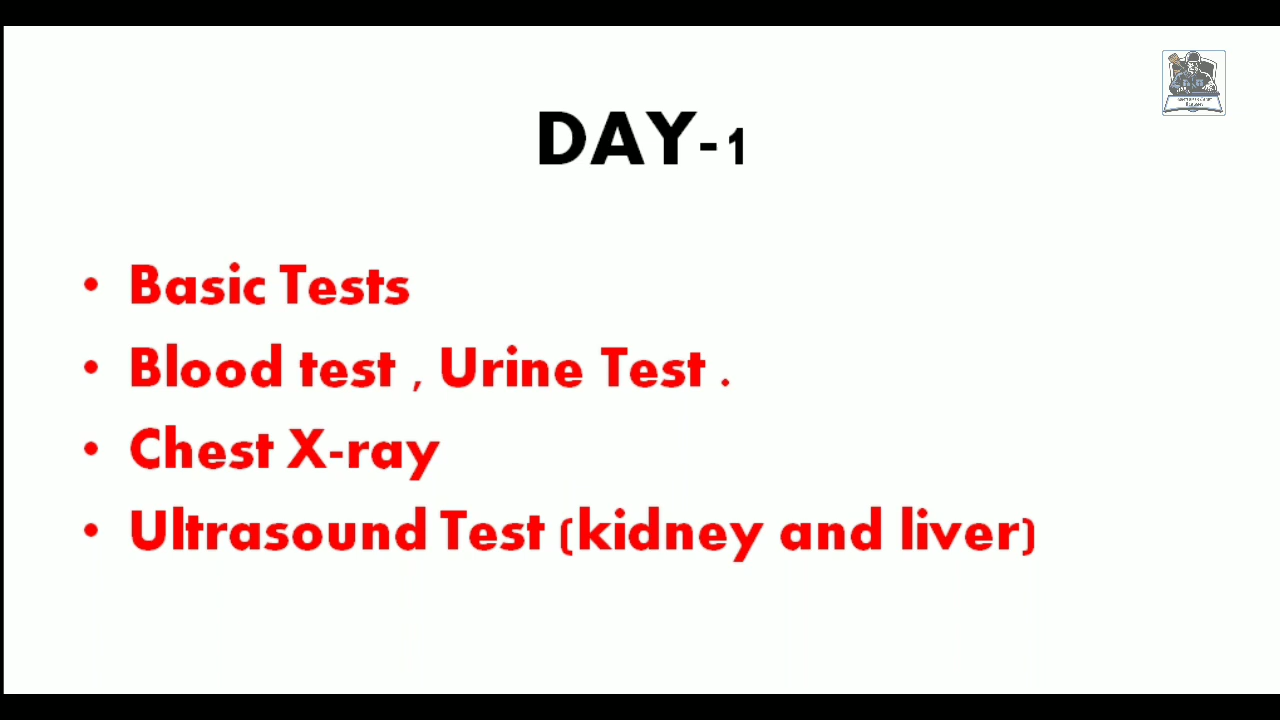 DAY-1
• Basic Tests
• Blood test , Urine Test .
• Chest X-ray
• Ultrasound Test (kidney and liver)